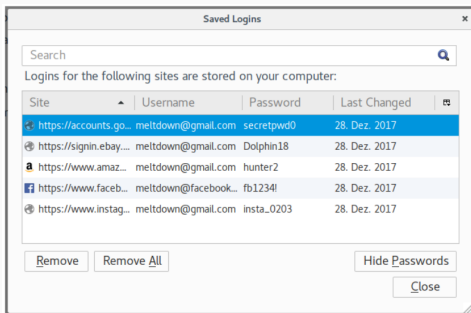 Saved Logins
Search
Logins for the following sites are stored on your computer:
Site Username Password Last Changed
https://accounts.go... meltdown@gmail.com secretpwd0 28. Dez. 2017
https://signin.ebay.... meltdown@gmail.com Dolphin18 28. Dez. 2017
https://www.amaz... meltdown@gmail.com hunter2 28. Dez. 2017
https://www.faceb... meltdown@facebook... fb1234! 28. Dez. 2017
https://www.instag... meltdown@gmail.com insta_0203 28. Dez. 2017
Remove Remove All Hide Passwords
Close